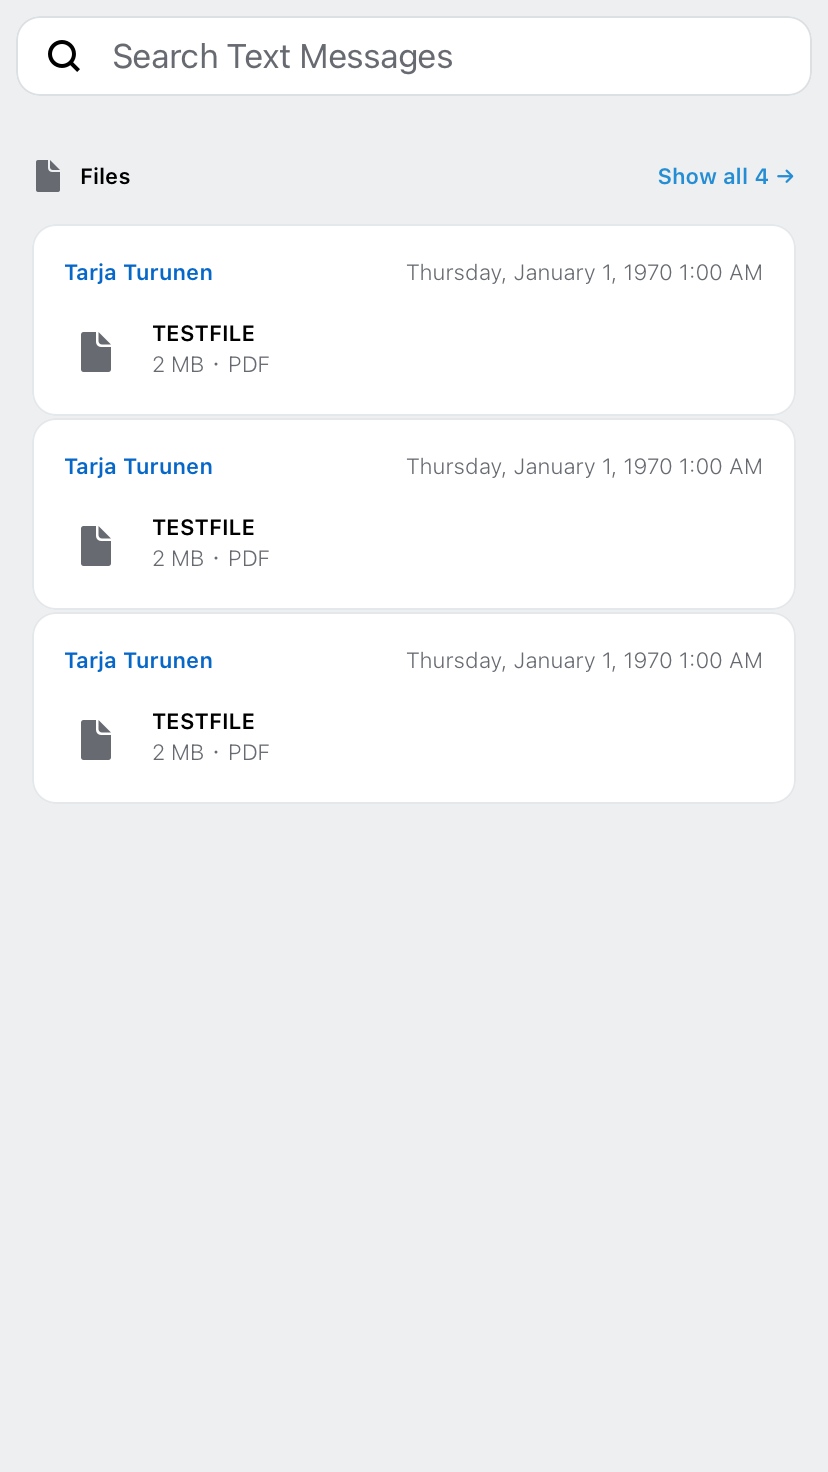 Search Text Messages
Files
Show all 4 →
Tarja Turunen
Thursday, January 1, 1970 1:00 AM
TESTFILE
2 MB · PDF
Tarja Turunen
Thursday, January 1, 1970 1:00 AM
TESTFILE
2 MB · PDF
Tarja Turunen
Thursday, January 1, 1970 1:00 AM
TESTFILE
2 MB · PDF